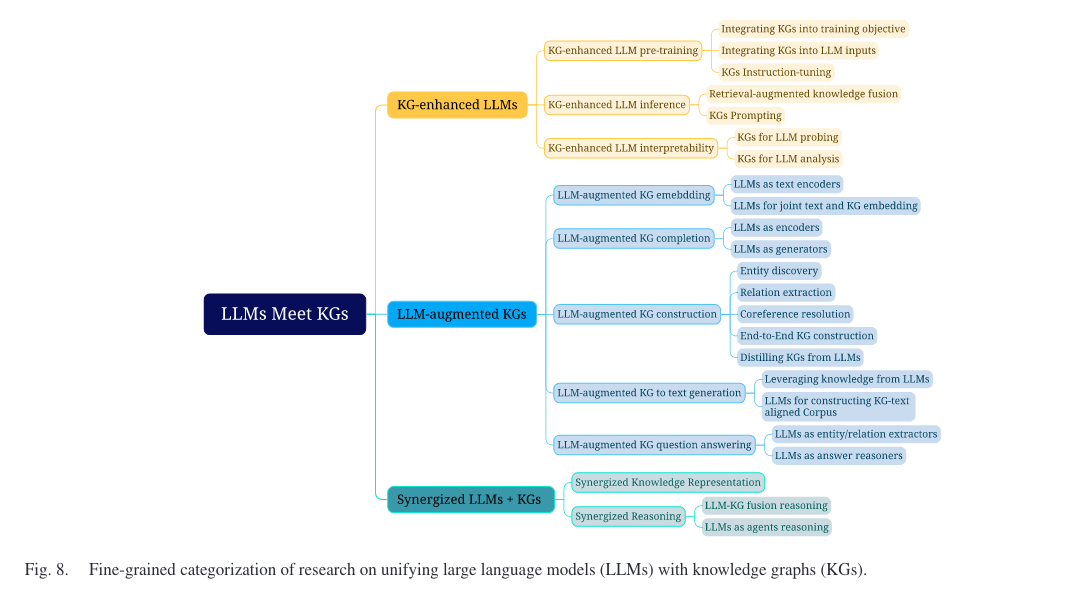 LLMs Meet KGs
KG-enhanced LLMs
KG-enhanced LLM pre-training
Integrating KGs into training objective
Integrating KGs into LLM inputs
KGs Instruction-tuning
KG-enhanced LLM inference
Retrieval-augmented knowledge fusion
KGs Prompting
KG-enhanced LLM interpretability
KGs for LLM probing
KGs for LLM analysis
LLM-augmented KGs
LLM-augmented KG emebdding
LLMs as text encoders
LLMs for joint text and KG embedding
LLM-augmented KG completion
LLMs as encoders
LLMs as generators
LLM-augmented KG construction
Entity discovery
Relation extraction
Coreference resolution
End-to-End KG construction
Distilling KGs from LLMs
LLM-augmented KG to text generation
Leveraging knowledge from LLMs
LLMs for constructing KG-text
aligned Corpus
LLM-augmented KG question answering
LLMs as entity/relation extractors
LLMs as answer reasoners
Synergized LLMs + KGs
Synergized Knowledge Representation
Synergized Reasoning
LLM-KG fusion reasoning
LLMs as agents reasoning
Fig. 8. Fine-grained categorization of research on unifying large language models (LLMs) with knowledge graphs (KGs).